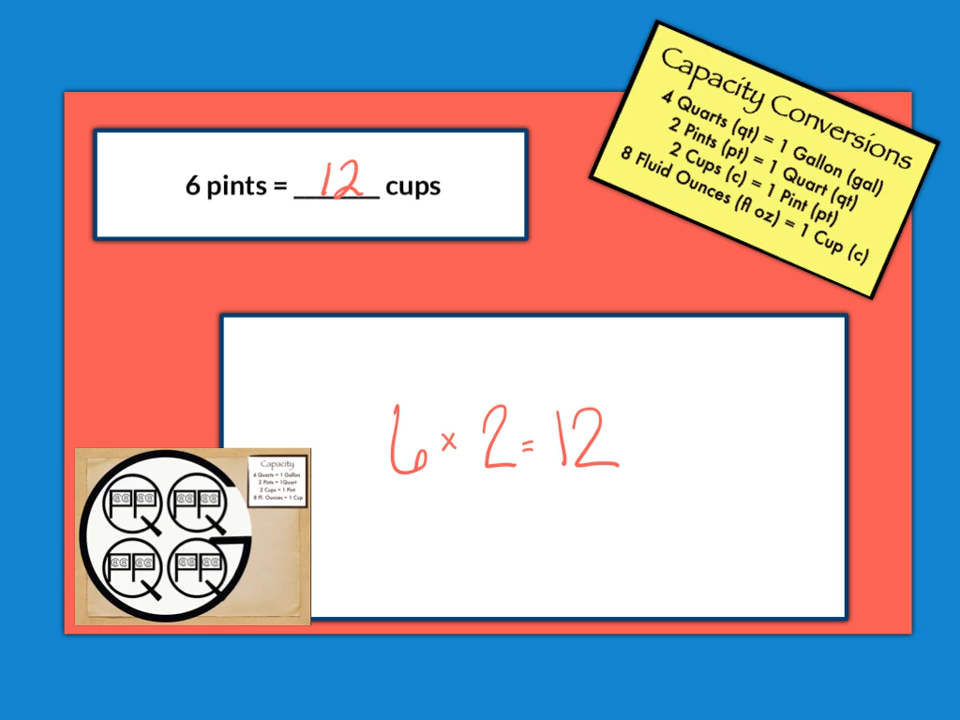 Capacity Conversions
4 Quarts (qt) = 1 Gallon (gal)
2 Pints (pt) = 1 Quart (qt)
2 Cups (c) = 1 Pint (pt)
8 Fluid Ounces (fl oz) = 1 Cup (c)
6 pints = 12 cups
6 × 2 = 12
Capacity
4 Quarts = 1 Gallon
2 Pints = 1Quart
2 Cups = 1 Pint
8 Fl. Ounces = 1 Cup
G
Q Q
P P P P
C C C C C C C C
Q Q
P P P P
C C C C C C C C